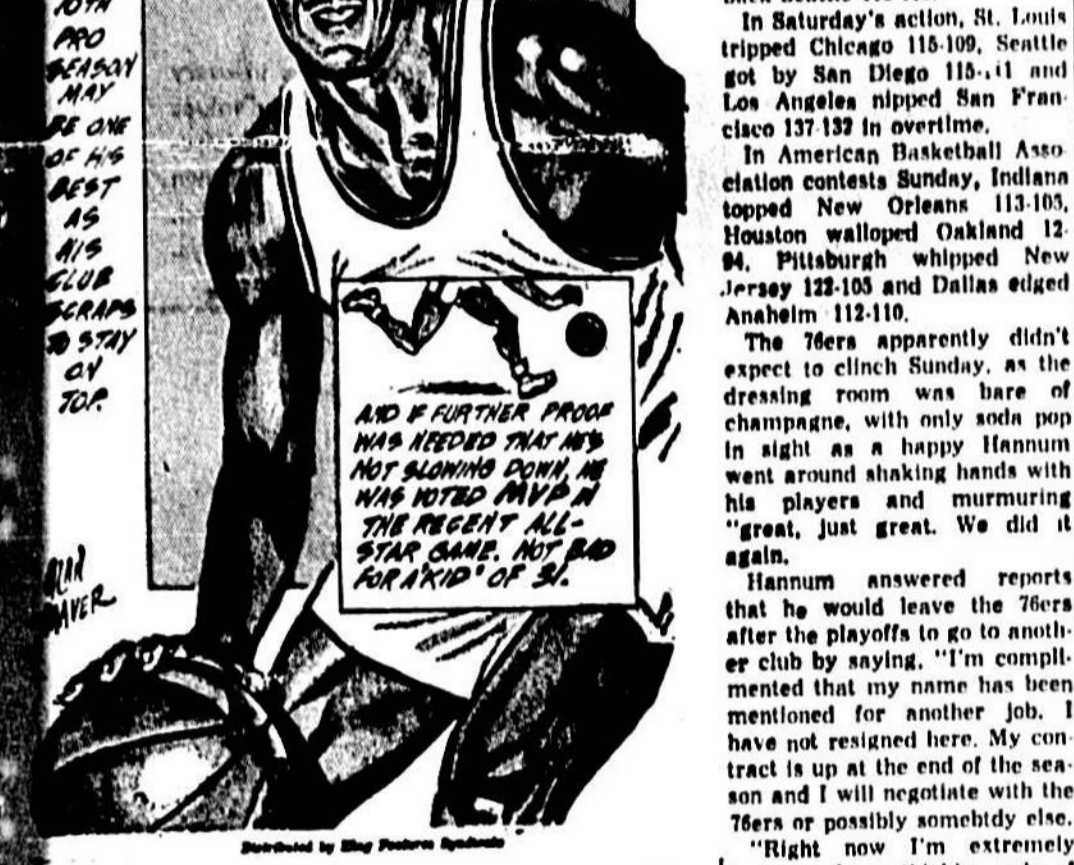 10TH
PRO
SEASON
MAY
BE ONE
OF HIS
BEST
AS
HIS
CLUB
SCRAPS
TO STAY
ON
TOP.
ALAN
MAVER
AND IF FURTHER PROOF
WAS NEEDED THAT HE'S
NOT SLOWING DOWN, HE
WAS VOTED MVP IN
THE RECENT ALL-
STAR GAME. NOT BAD
FOR A "KID" OF 31.
Distributed by King Features Syndicate
In Saturday's action, St. Louis
tripped Chicago 115-109, Seattle
got by San Diego and
Los Angeles nipped San Fran-
cisco 137-132 in overtime.
In American Basketball Asso-
ciation contests Sunday, Indiana
topped New Orleans 113-105,
Houston walloped Oakland 12-
94, Pittsburgh whipped New
Jersey 122-105 and Dallas edged
Anaheim 112-110.
The 76ers apparently didn't
expect to clinch Sunday, as the
dressing room was bare of
champagne, with only soda pop
in sight as a happy Hannum
went around shaking hands with
his players and murmuring
"great, just great. We did it
again.
Hannum answered reports
that he would leave the 76ers
after the playoffs to go to anoth-
er club by saying, "I'm compli-
mented that my name has been
mentioned for another job. I
have not resigned here. My con-
tract is up at the end of the sea-
son and I will negotiate with the
76ers or possibly somebtdy else.
"Right now I'm extremely